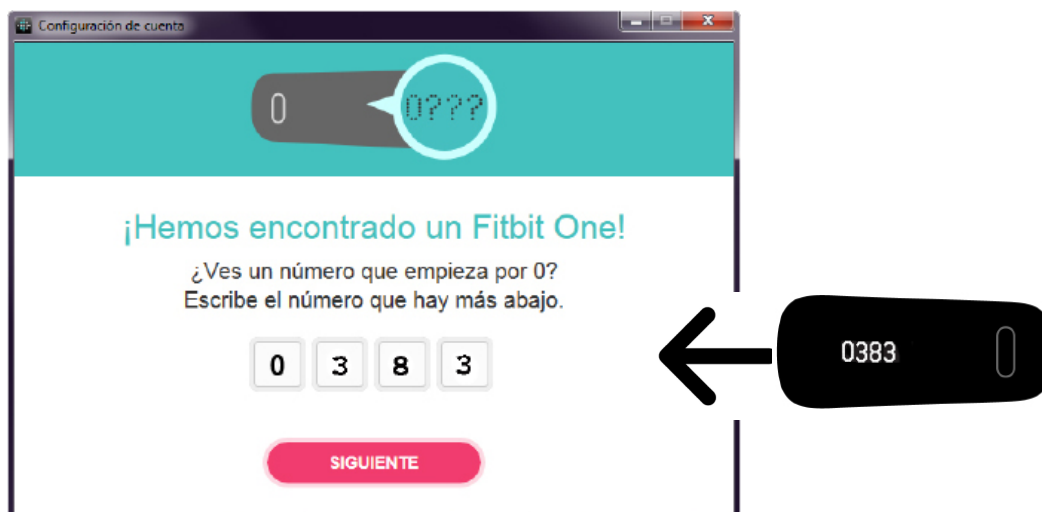 Configuración de cuenta
0 0???
¡Hemos encontrado un Fitbit One!
¿Ves un número que empieza por 0?
Escribe el número que hay más abajo.
0 3 8 3
0383
SIGUIENTE